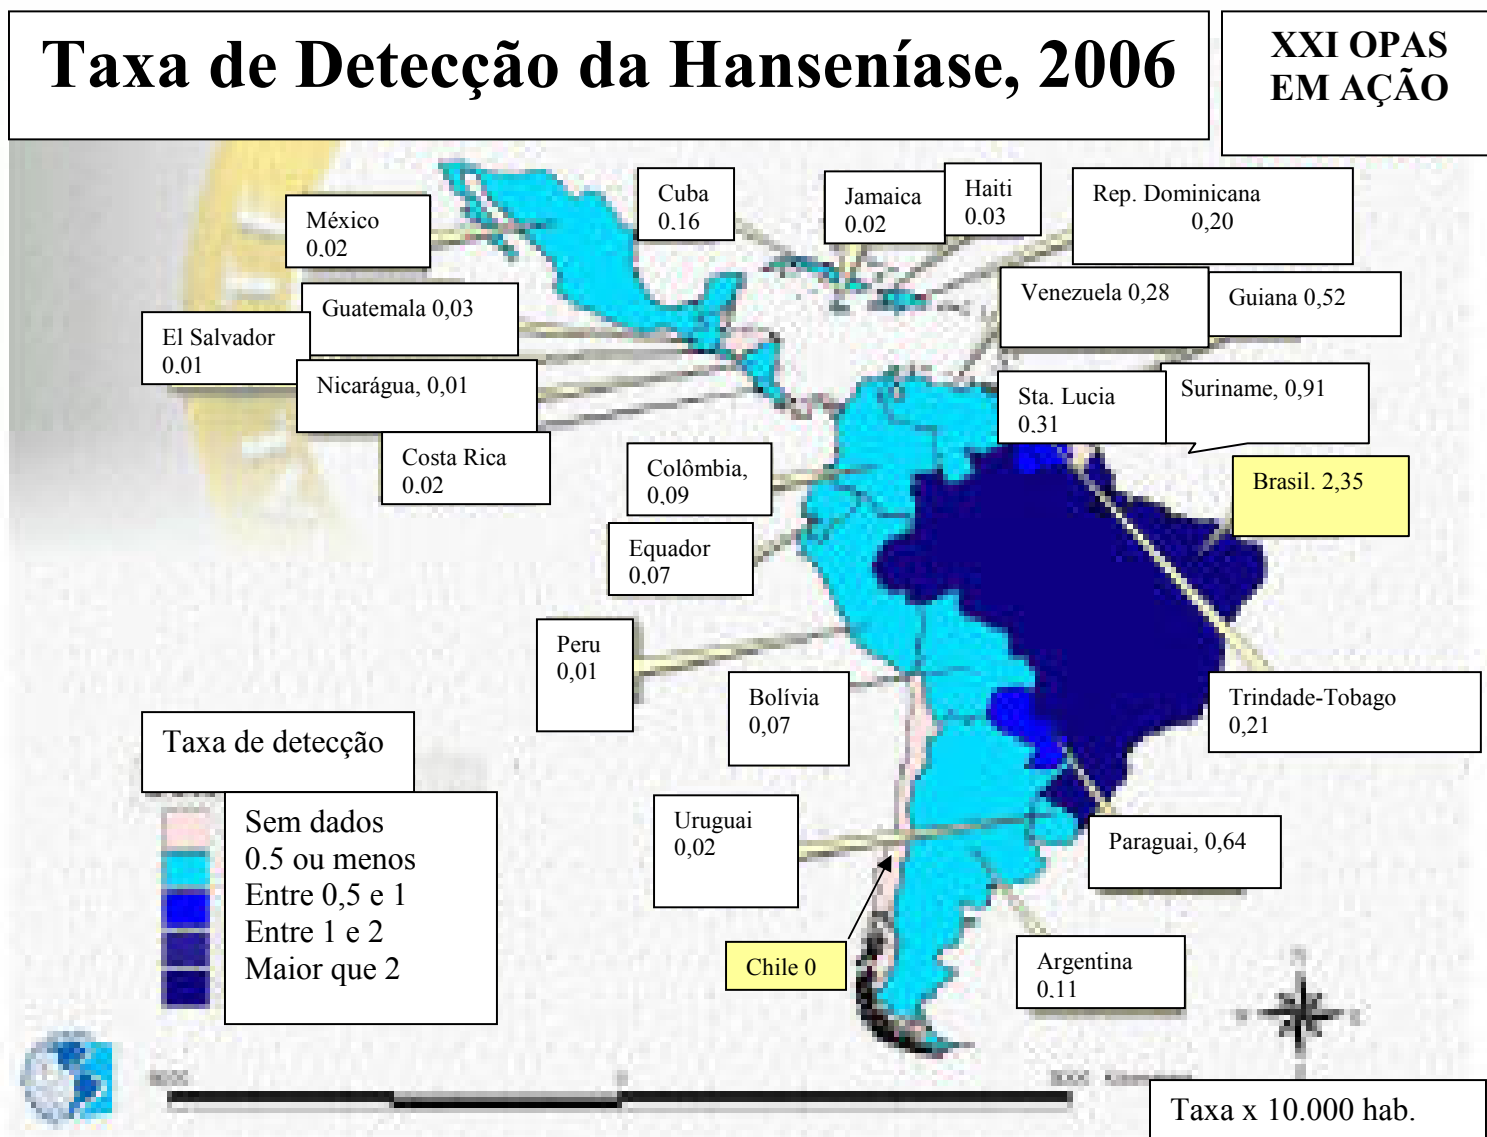 Taxa de Detecção da Hanseníase, 2006
XXI OPAS
EM AÇÃO
México
0,02
Cuba
0,16
Jamaica
0,02
Haiti
0,03
Rep. Dominicana
0,20
Guatemala 0,03
Venezuela 0,28
Guiana 0,52
El Salvador
0,01
Nicarágua, 0,01
Sta. Lucia
0,31
Suriname, 0,91
Costa Rica
0,02
Colômbia,
0,09
Brasil. 2,35
Equador
0,07
Peru
0,01
Bolívia
0,07
Trindade-Tobago
0,21
Taxa de detecção
Sem dados
0.5 ou menos
Entre 0,5 e 1
Entre 1 e 2
Maior que 2
Uruguai
0,02
Paraguai, 0,64
Chile 0
Argentina
0,11
0
Taxa x 10.000 hab.